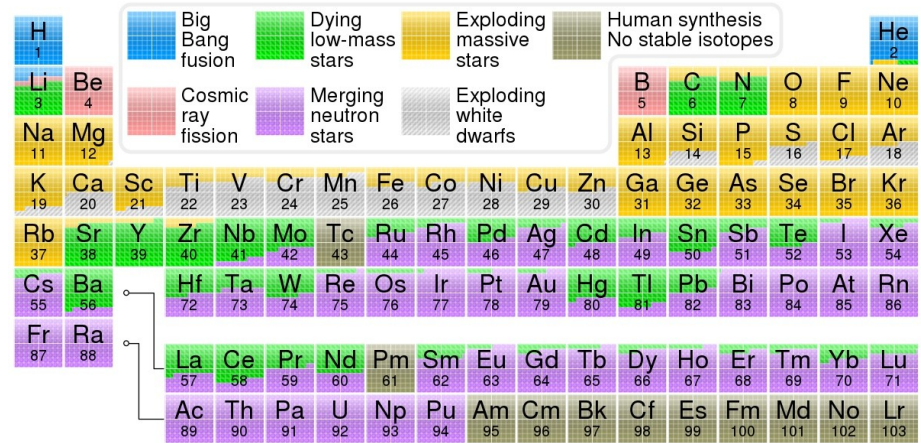 H
1
Big
Bang
fusion
Dying
low-mass
stars
Exploding
massive
stars
Human synthesis
No stable isotopes
He
2
Cosmic
ray
fission
Merging
neutron
stars
Exploding
white
dwarfs
Li Be B C N O F Ne
3 4 5 6 7 8 9 10
Na Mg Al Si P S Cl Ar
11 12 13 14 15 16 17 18
K Ca Sc Ti V Cr Mn Fe Co Ni Cu Zn Ga Ge As Se Br Kr
19 20 21 22 23 24 25 26 27 28 29 30 31 32 33 34 35 36
Rb Sr Y Zr Nb Mo Tc Ru Rh Pd Ag Cd In Sn Sb Te I Xe
37 38 39 40 41 42 43 44 45 46 47 48 49 50 51 52 53 54
Cs Ba Hf Ta W Re Os Ir Pt Au Hg Tl Pb Bi Po At Rn
55 56 72 73 74 75 76 77 78 79 80 81 82 83 84 85 86
Fr Ra
87 88
La Ce Pr Nd Pm Sm Eu Gd Tb Dy Ho Er Tm Yb Lu
57 58 59 60 61 62 63 64 65 66 67 68 69 70 71
Ac Th Pa U Np Pu Am Cm Bk Cf Es Fm Md No Lr
89 90 91 92 93 94 95 96 97 98 99 100 101 102 103